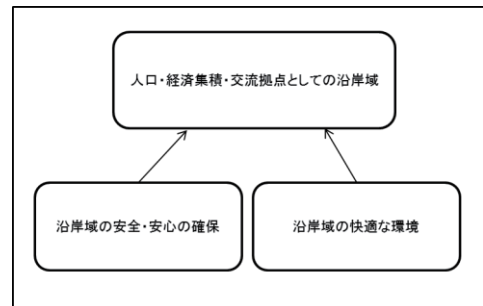 人口・経済集積・交流拠点としての沿岸域
沿岸域の安全・安心の確保
沿岸域の快適な環境